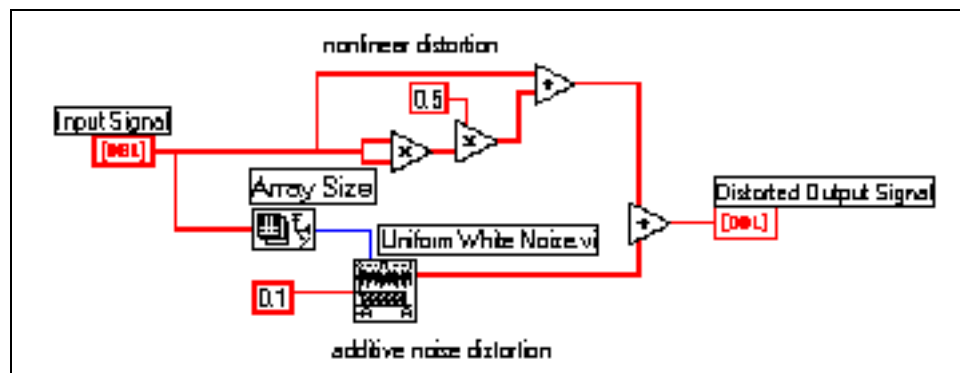 nonlinear distortion
0.5
Input Signal
[DBL]
Array Size
Distorted Output Signal
[DBL]
Uniform White Noise.vi
0.1
additive noise distortion